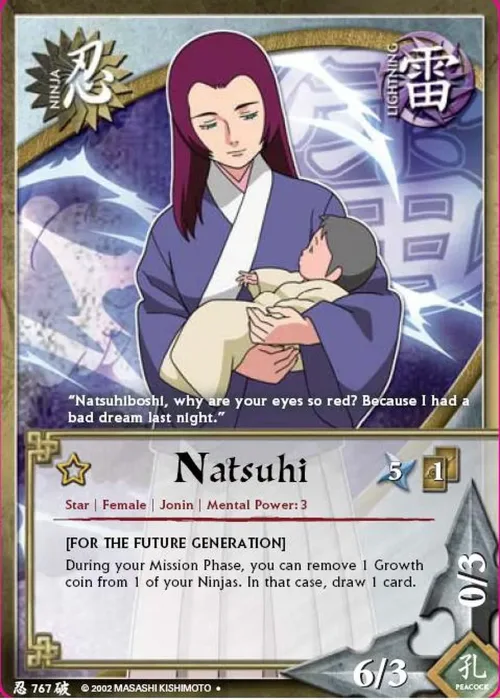 忍
NINJA
LIGHTNING
雷
"Natsuhiboshi, why are your eyes so red? Because I had a
bad dream last night."
Natsuhi
5
1
Star | Female | Jonin | Mental Power: 3
[FOR THE FUTURE GENERATION]
During your Mission Phase, you can remove 1 Growth
coin from 1 of your Ninjas. In that case, draw 1 card.
0/3
6/3
孔
PEACOCK
忍 767 破 © 2002 MASASHI KISHIMOTO ●